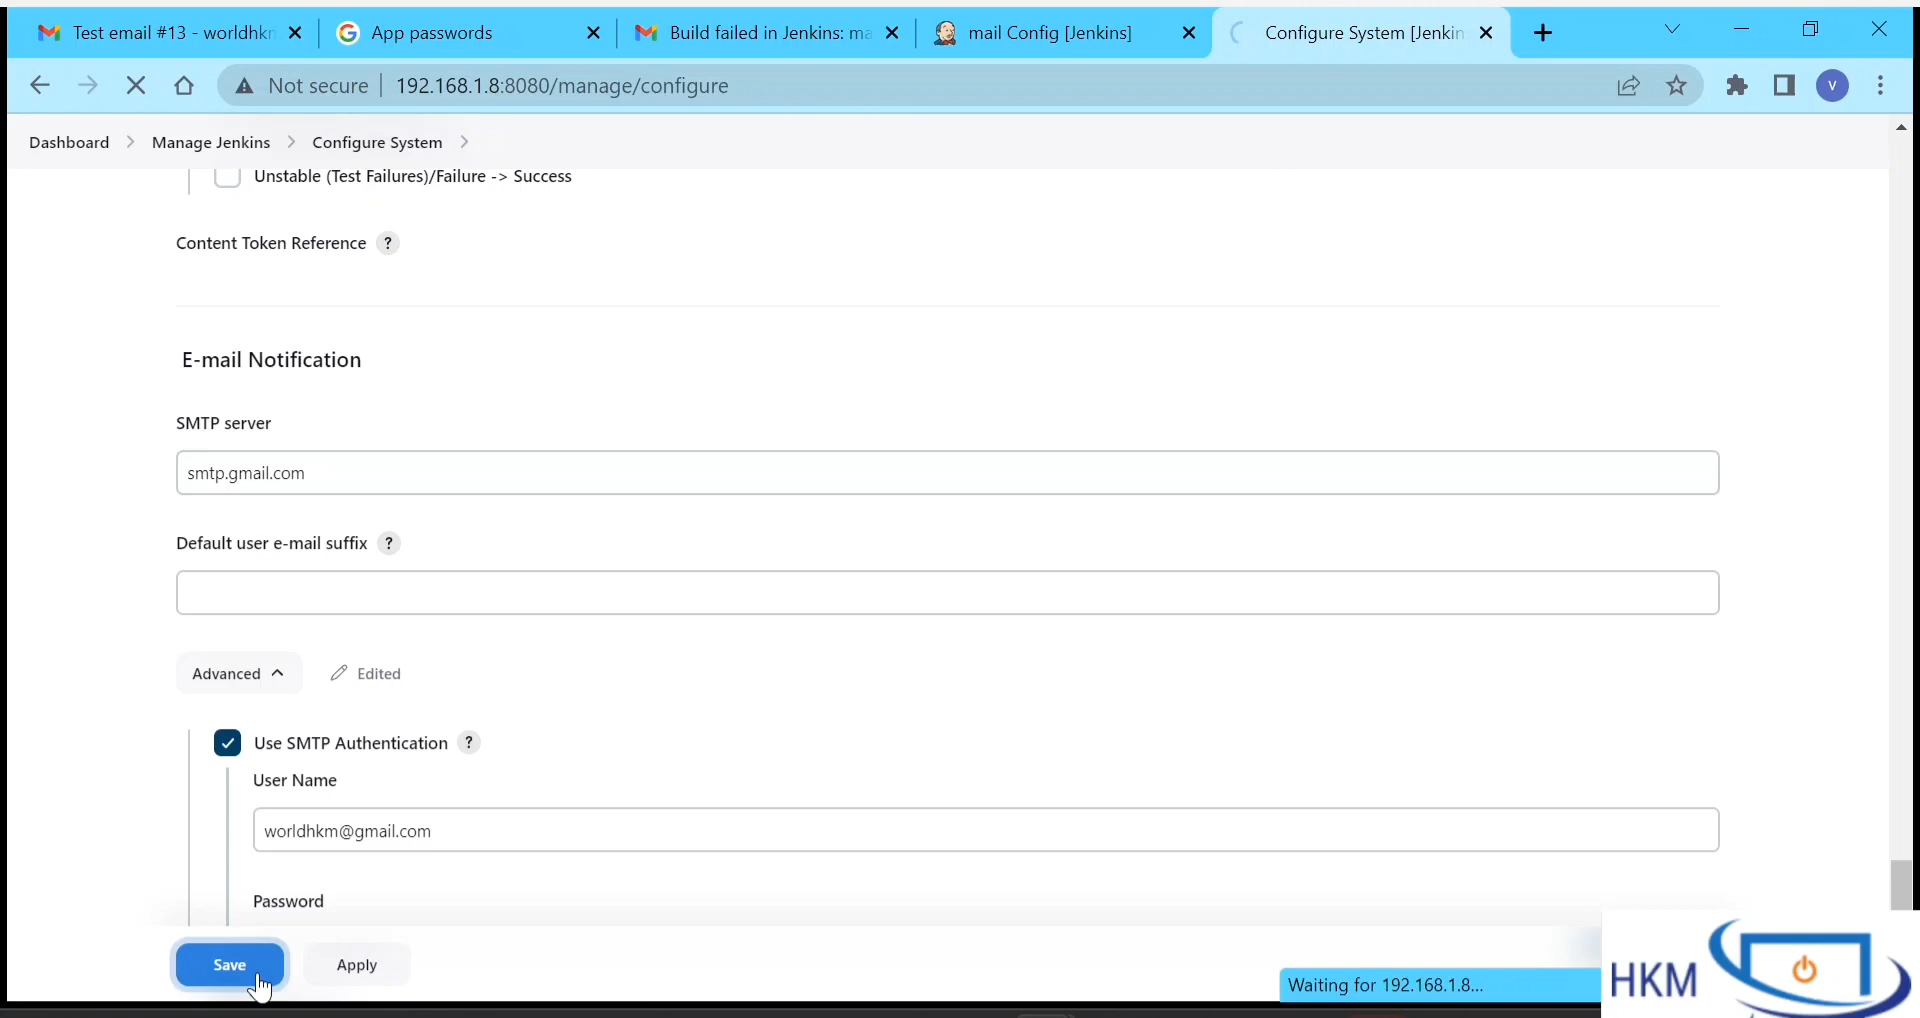 Test email #13 - worldhkm
App passwords
Build failed in Jenkins: ma
mail Config [Jenkins]
Configure System [Jenkin
Not secure
192.168.1.8:8080/manage/configure
V
Dashboard
Manage Jenkins
Configure System
Unstable (Test Failures)/Failure -> Success
Content Token Reference ?
E-mail Notification
SMTP server
smtp.gmail.com
Default user e-mail suffix ?
Advanced
Edited
Use SMTP Authentication ?
User Name
worldhkm@gmail.com
Password
Save
Apply
Waiting for 192.168.1.8...
HKM